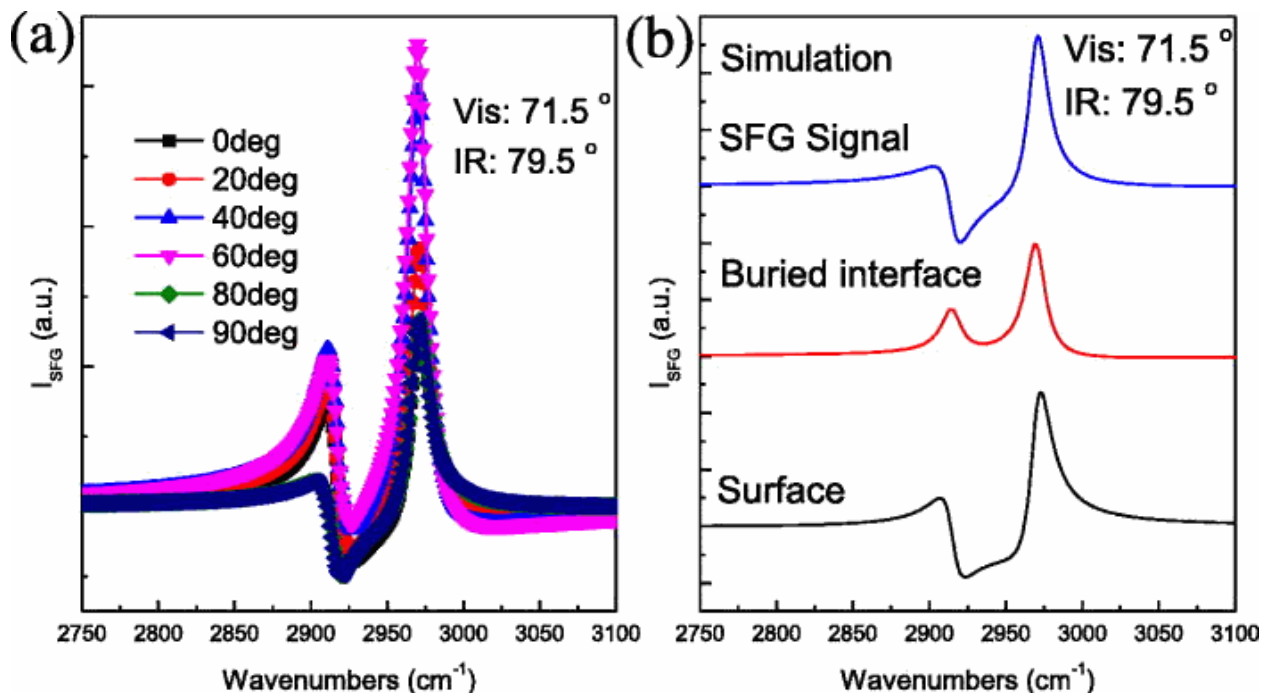 (a)
Vis: 71.5 °
IR: 79.5 °
0deg
20deg
40deg
60deg
80deg
90deg
I_SFG (a.u.)
2750 2800 2850 2900 2950 3000 3050 3100
Wavenumbers (cm⁻¹)
(b)
Simulation
Vis: 71.5 °
IR: 79.5 °
SFG Signal
Buried interface
Surface
I_SFG (a.u.)
2750 2800 2850 2900 2950 3000 3050 3100
Wavenumbers (cm⁻¹)